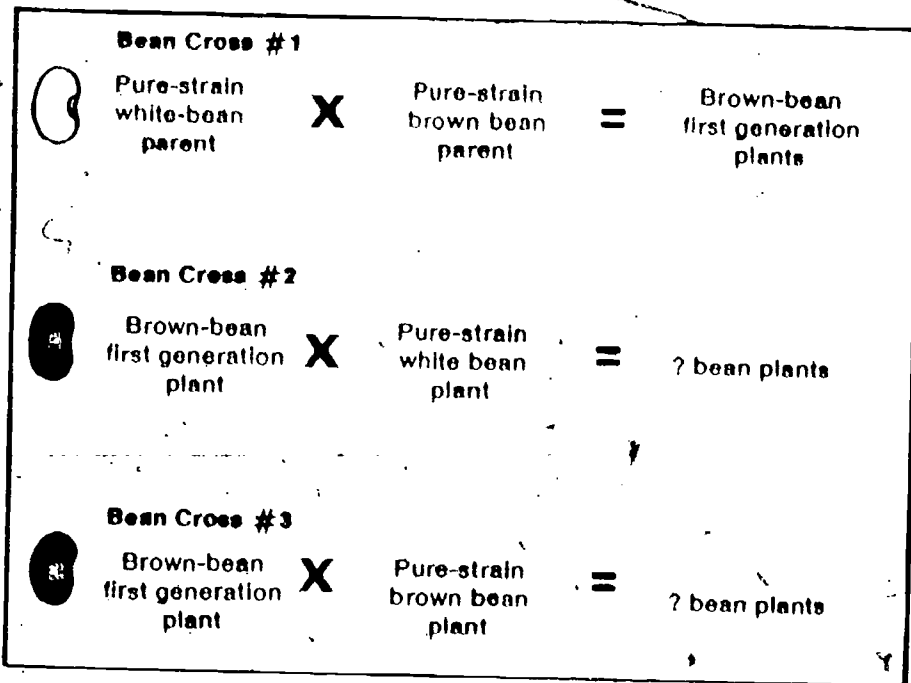 Bean Cross #1
Pure-strain
white-bean
parent
X
Pure-strain
brown bean
parent
=
Brown-bean
first generation
plants
Bean Cross #2
Brown-bean
first generation
plant
X
Pure-strain
white bean
plant
=
? bean plants
Bean Cross #3
Brown-bean
first generation
plant
X
Pure-strain
brown bean
plant
=
? bean plants